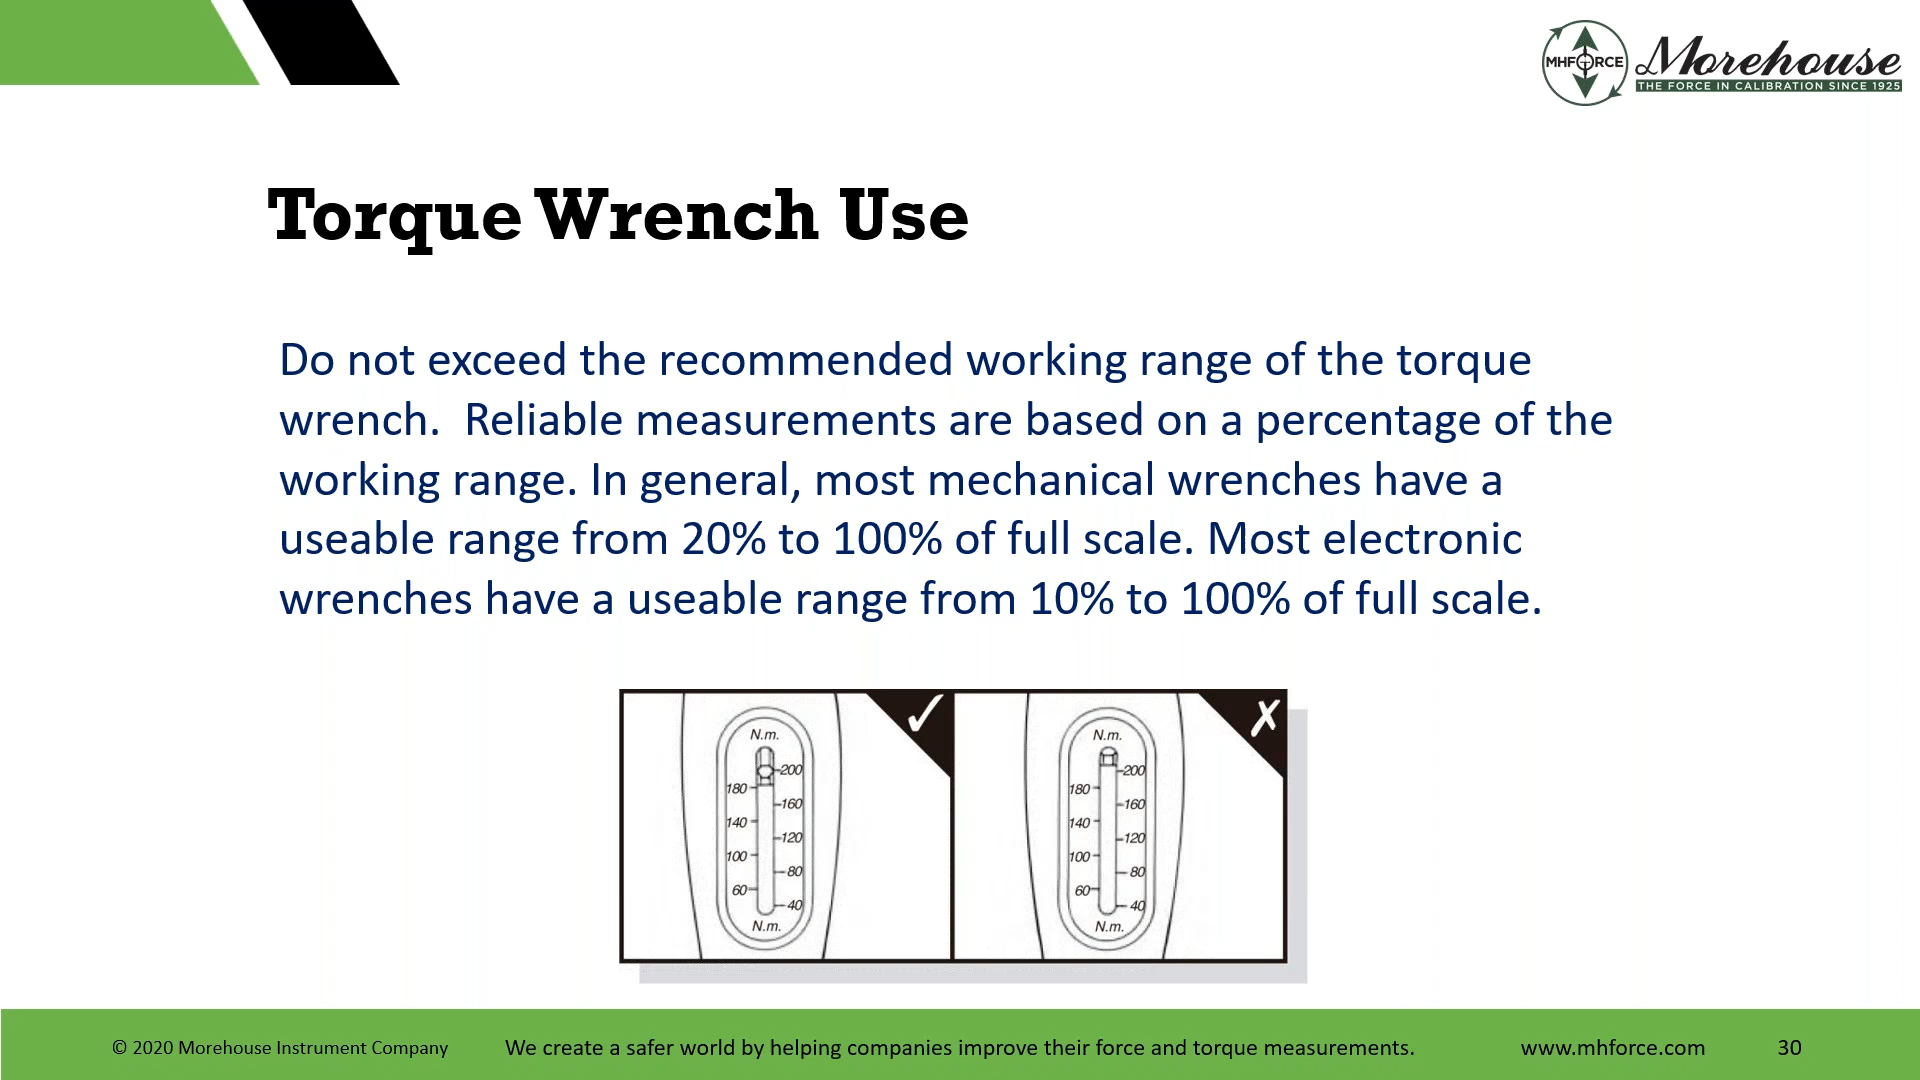 MHFORCE
Morehouse
THE FORCE IN CALIBRATION SINCE 1925
Torque Wrench Use
Do not exceed the recommended working range of the torque
wrench.  Reliable measurements are based on a percentage of the
working range. In general, most mechanical wrenches have a
useable range from 20% to 100% of full scale. Most electronic
wrenches have a useable range from 10% to 100% of full scale.
N.m.
200
180
160
140
120
100
80
60
40
N.m.
N.m.
200
180
160
140
120
100
80
60
40
N.m.
© 2020 Morehouse Instrument Company
We create a safer world by helping companies improve their force and torque measurements.
www.mhforce.com
30